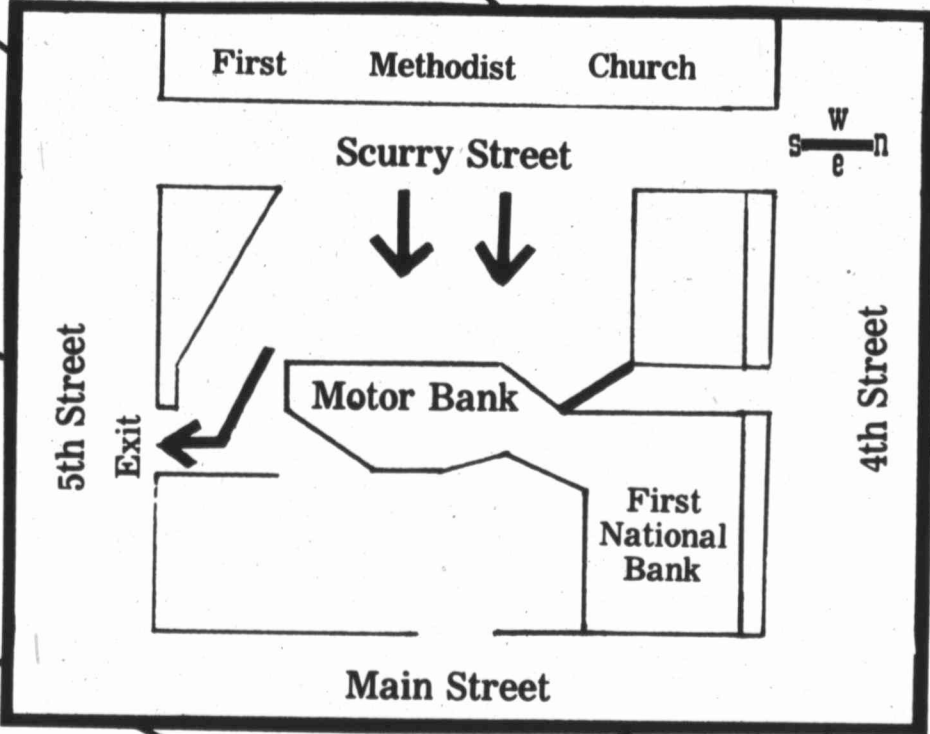 First Methodist Church
Scurry Street
w
s n
e
5th Street
Exit
Motor Bank
4th Street
First
National
Bank
Main Street